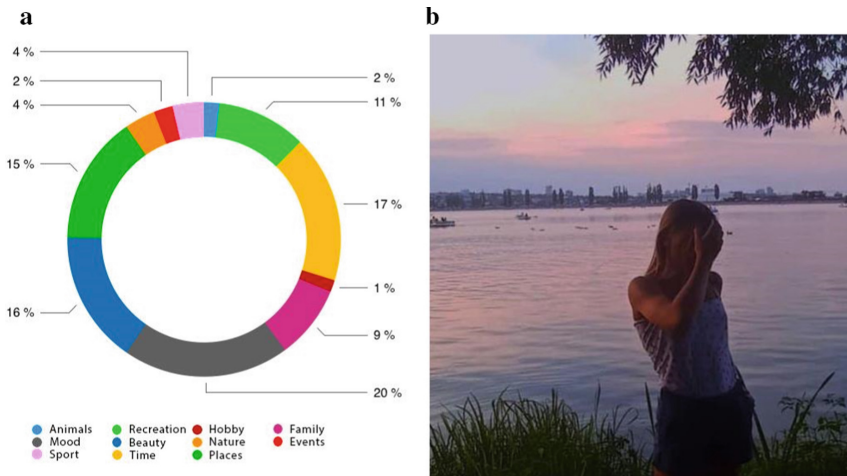 a
b
4 %
2 %
2 %
11 %
4 %
15 %
17 %
1 %
16 %
9 %
20 %
Animals Recreation Hobby Family
Mood Beauty Nature Events
Sport Time Places